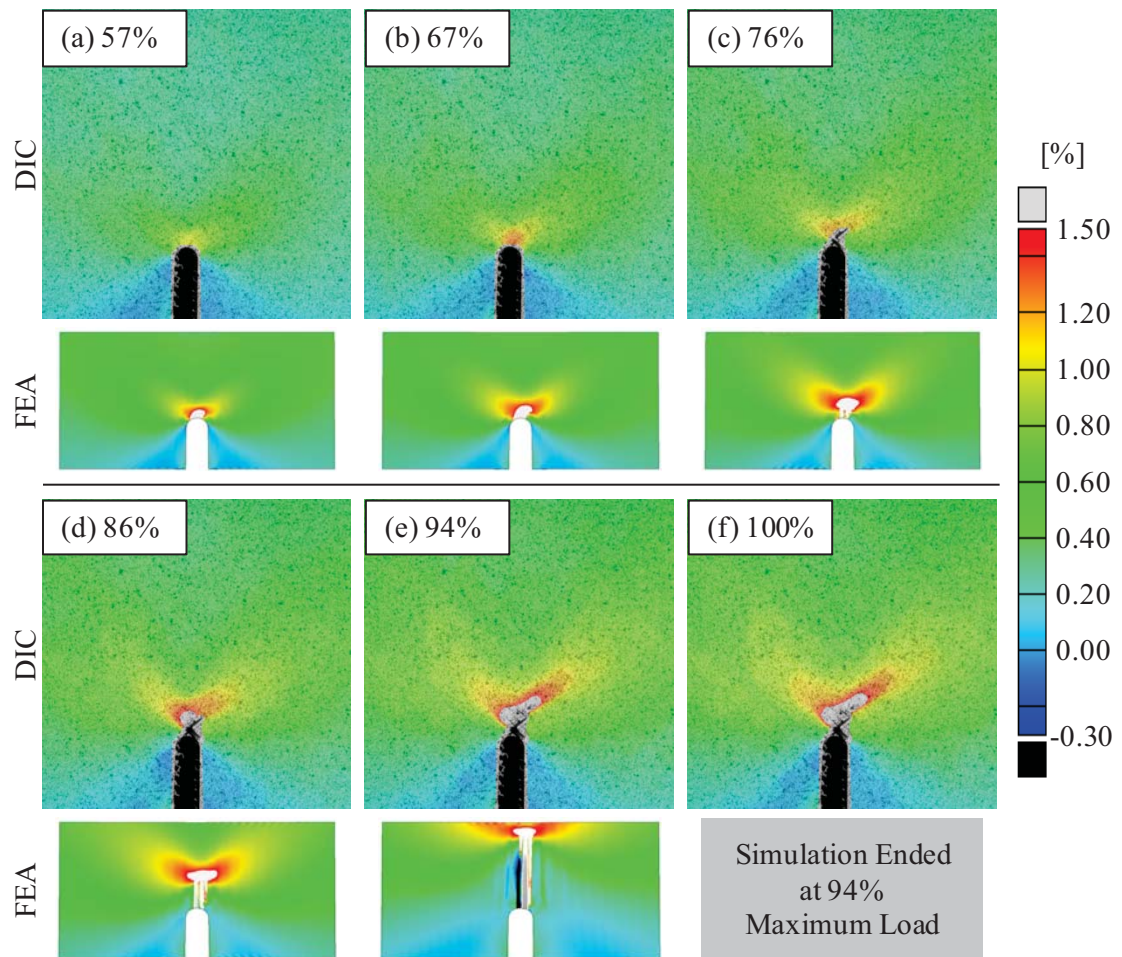 (a) 57%
(b) 67%
(c) 76%
DIC
[%]
1.50
1.20
1.00
0.80
0.60
0.40
0.20
0.00
-0.30
FEA
(d) 86%
(e) 94%
(f) 100%
DIC
FEA
Simulation Ended
at 94%
Maximum Load